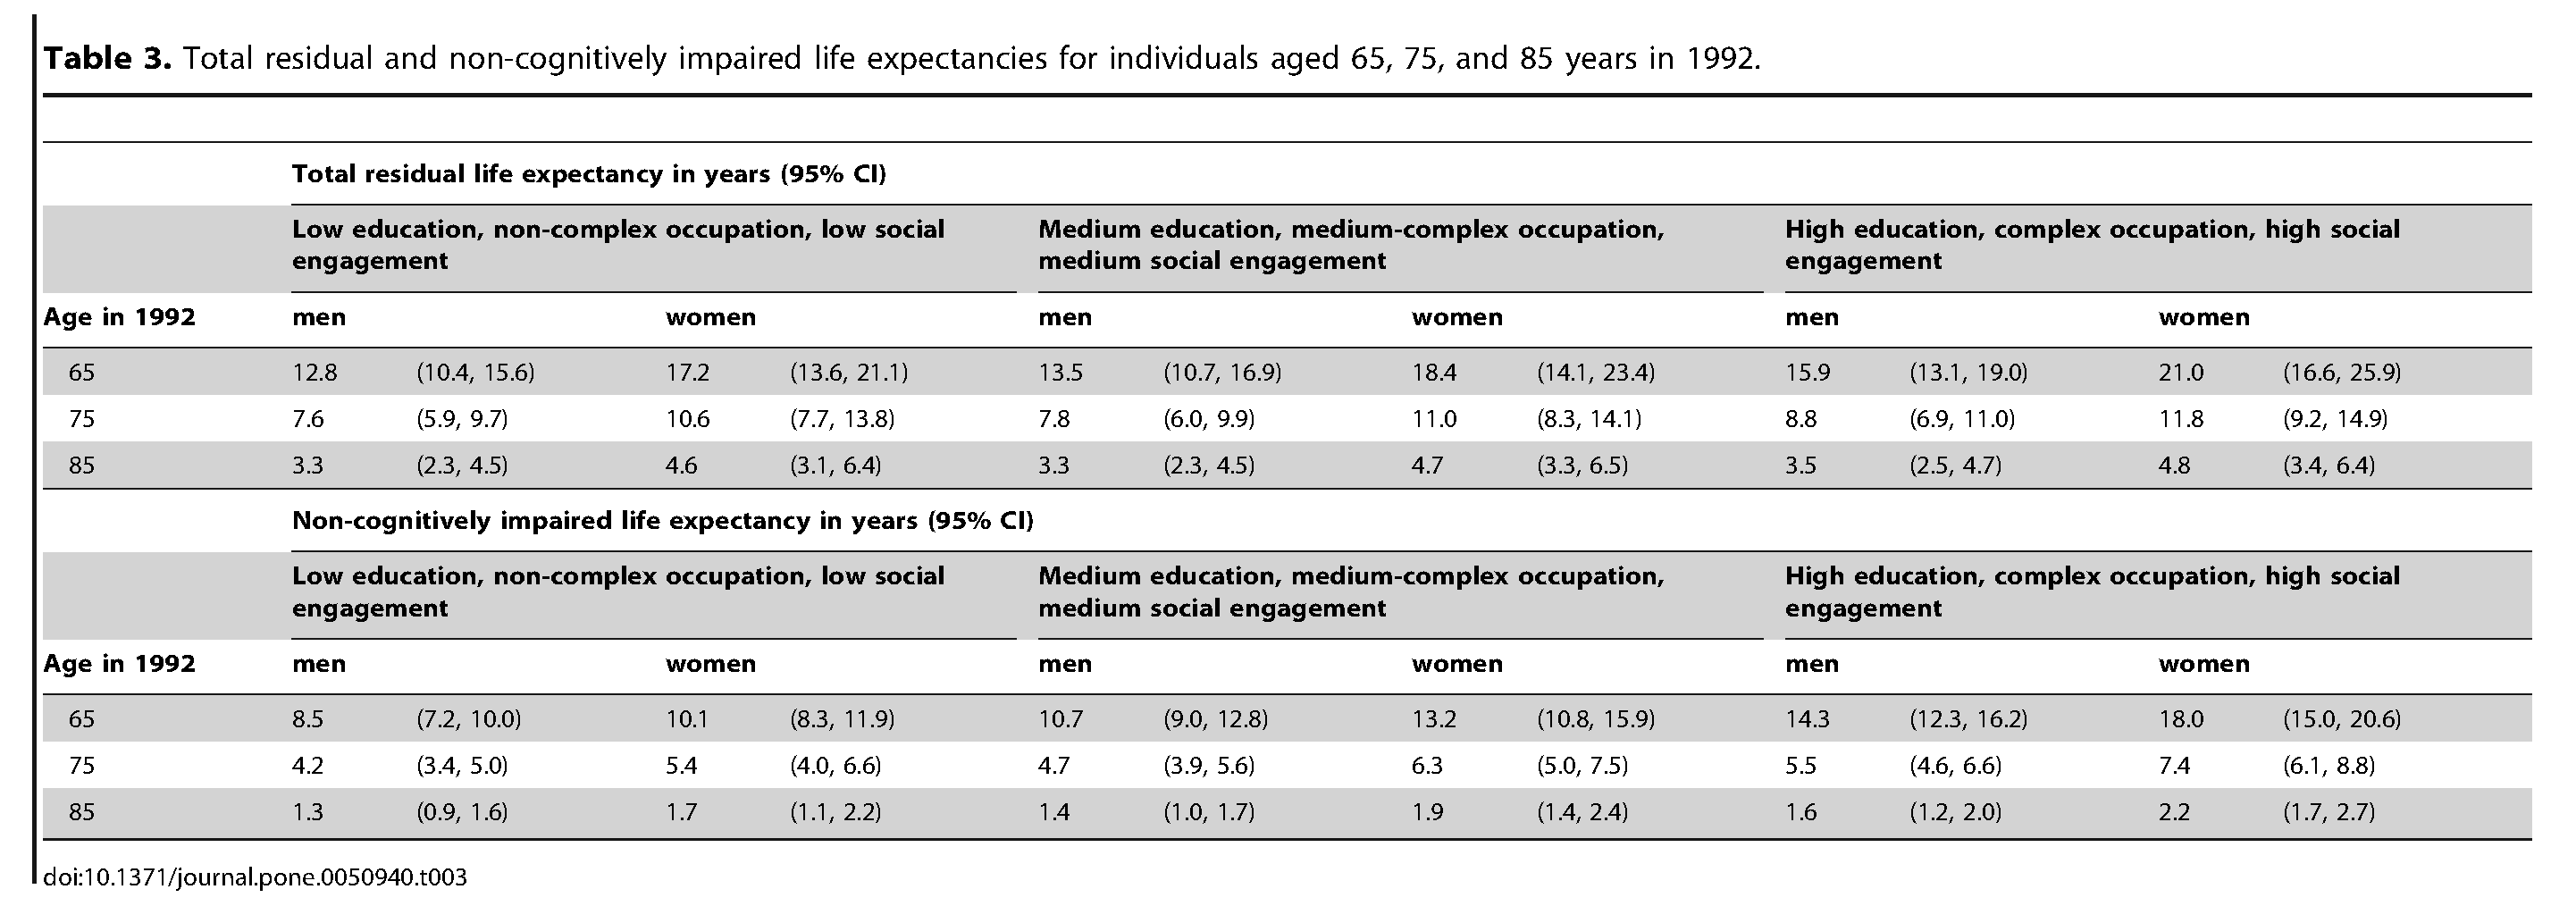 Table 3. Total residual and non-cognitively impaired life expectancies for individuals aged 65, 75, and 85 years in 1992.
Total residual life expectancy in years (95% CI)
Low education, non-complex occupation, low social engagement Medium education, medium-complex occupation, medium social engagement High education, complex occupation, high social engagement
Age in 1992 men women men women men women
65 12.8 (10.4, 15.6) 17.2 (13.6, 21.1) 13.5 (10.7, 16.9) 18.4 (14.1, 23.4) 15.9 (13.1, 19.0) 21.0 (16.6, 25.9)
75 7.6 (5.9, 9.7) 10.6 (7.7, 13.8) 7.8 (6.0, 9.9) 11.0 (8.3, 14.1) 8.8 (6.9, 11.0) 11.8 (9.2, 14.9)
85 3.3 (2.3, 4.5) 4.6 (3.1, 6.4) 3.3 (2.3, 4.5) 4.7 (3.3, 6.5) 3.5 (2.5, 4.7) 4.8 (3.4, 6.4)
Non-cognitively impaired life expectancy in years (95% CI)
Low education, non-complex occupation, low social engagement Medium education, medium-complex occupation, medium social engagement High education, complex occupation, high social engagement
Age in 1992 men women men women men women
65 8.5 (7.2, 10.0) 10.1 (8.3, 11.9) 10.7 (9.0, 12.8) 13.2 (10.8, 15.9) 14.3 (12.3, 16.2) 18.0 (15.0, 20.6)
75 4.2 (3.4, 5.0) 5.4 (4.0, 6.6) 4.7 (3.9, 5.6) 6.3 (5.0, 7.5) 5.5 (4.6, 6.6) 7.4 (6.1, 8.8)
85 1.3 (0.9, 1.6) 1.7 (1.1, 2.2) 1.4 (1.0, 1.7) 1.9 (1.4, 2.4) 1.6 (1.2, 2.0) 2.2 (1.7, 2.7)
doi:10.1371/journal.pone.0050940.t003